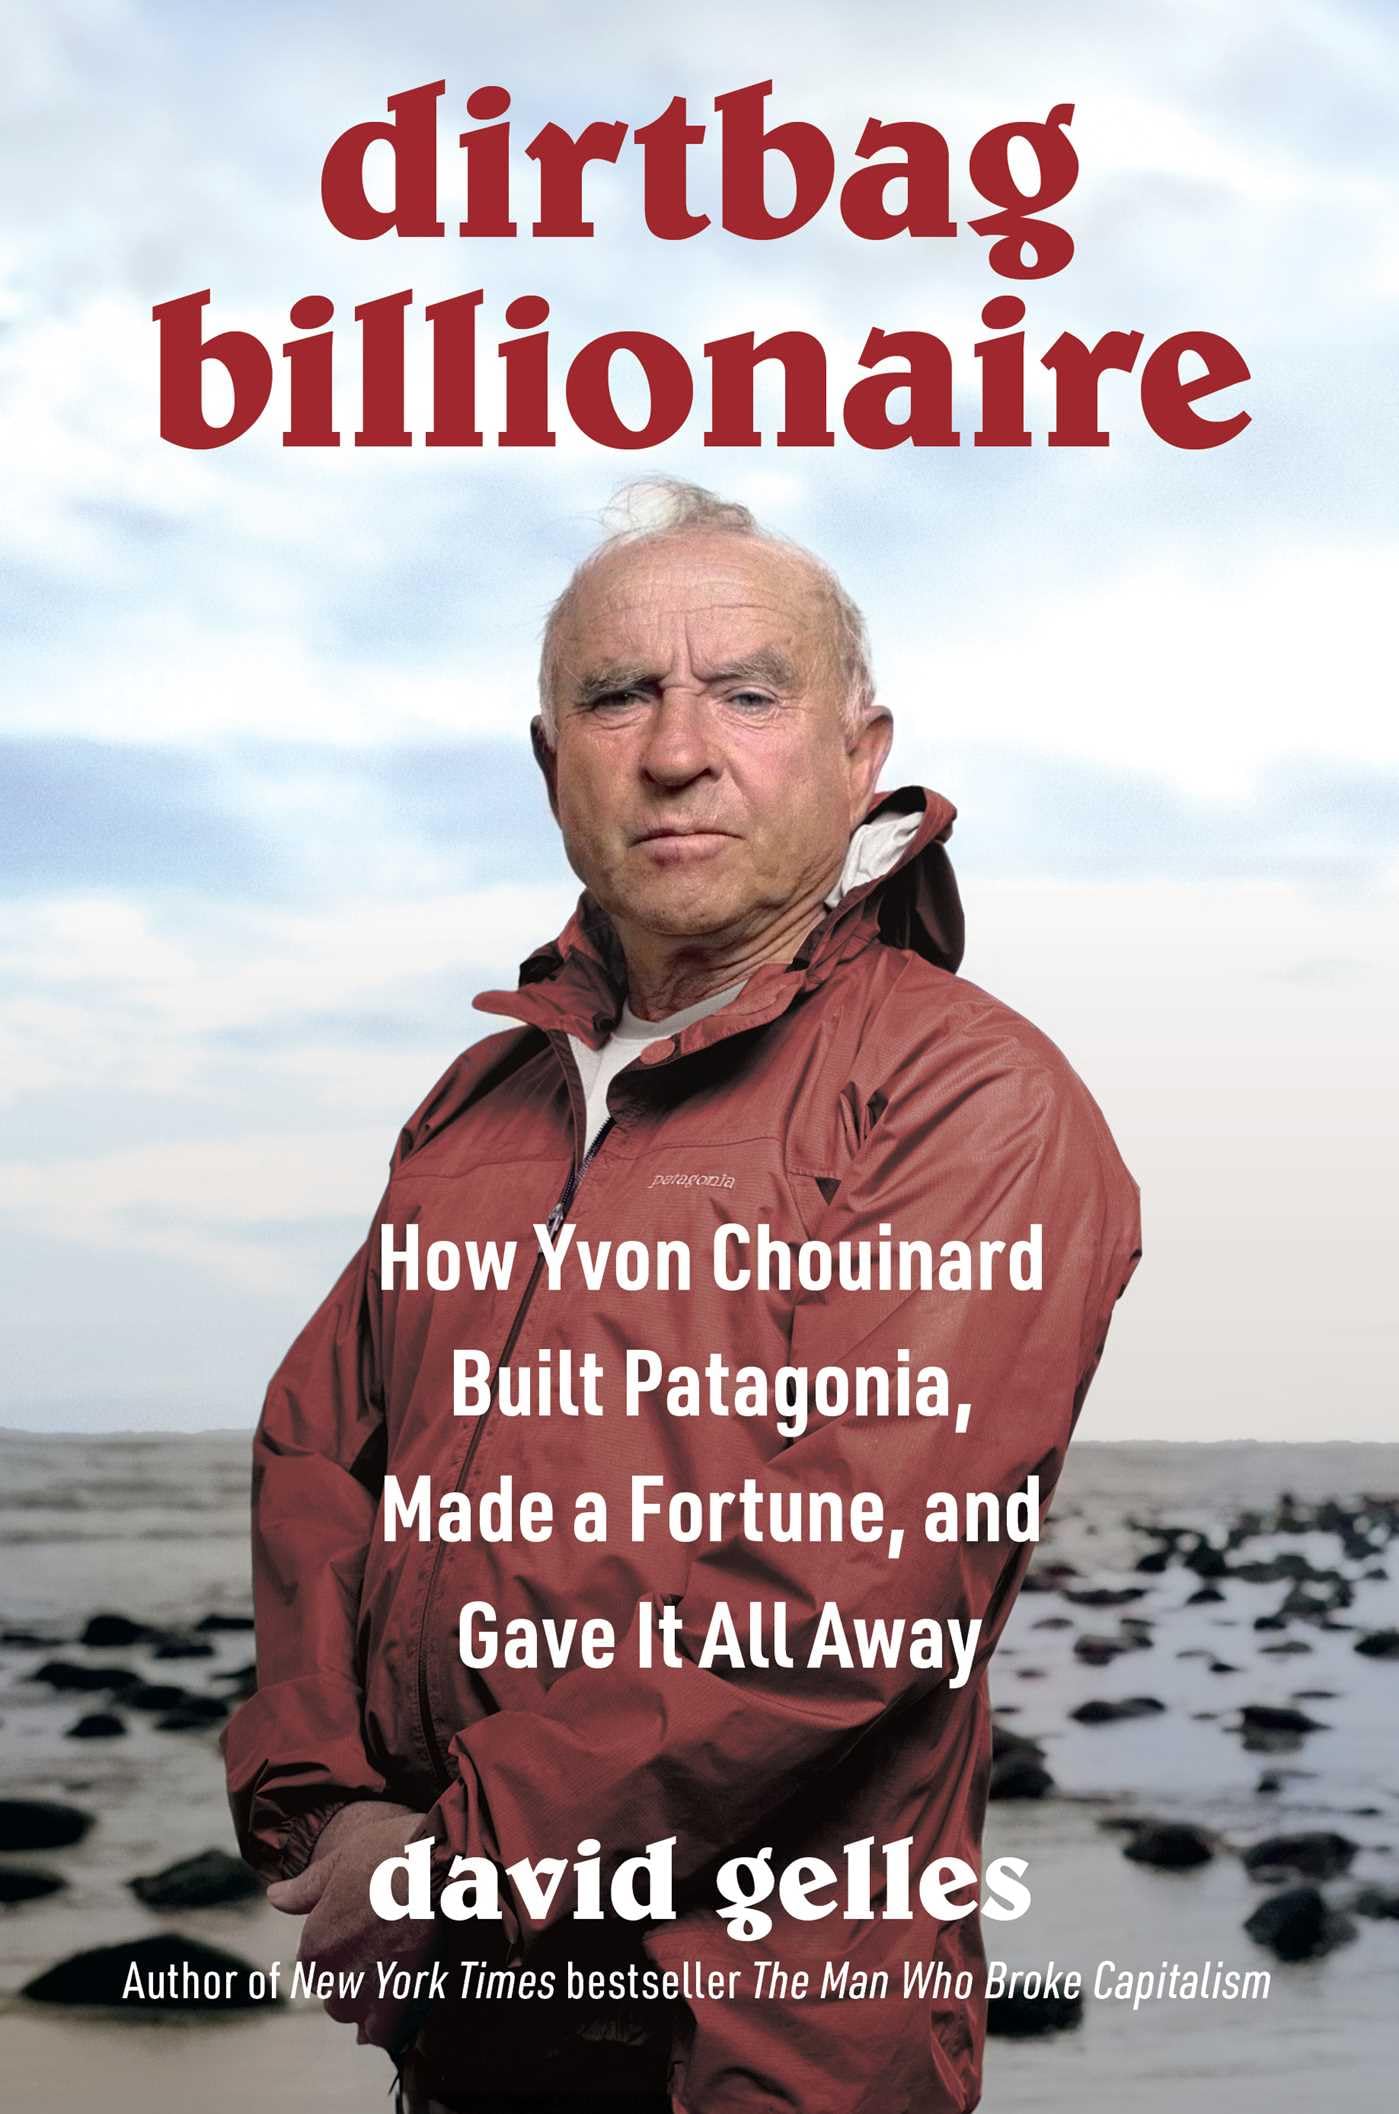 dirtbag
billionaire
patagonia
How Yvon Chouinard
Built Patagonia,
Made a Fortune, and
Gave It All Away
david gelles
Author of New York Times bestseller The Man Who Broke Capitalism